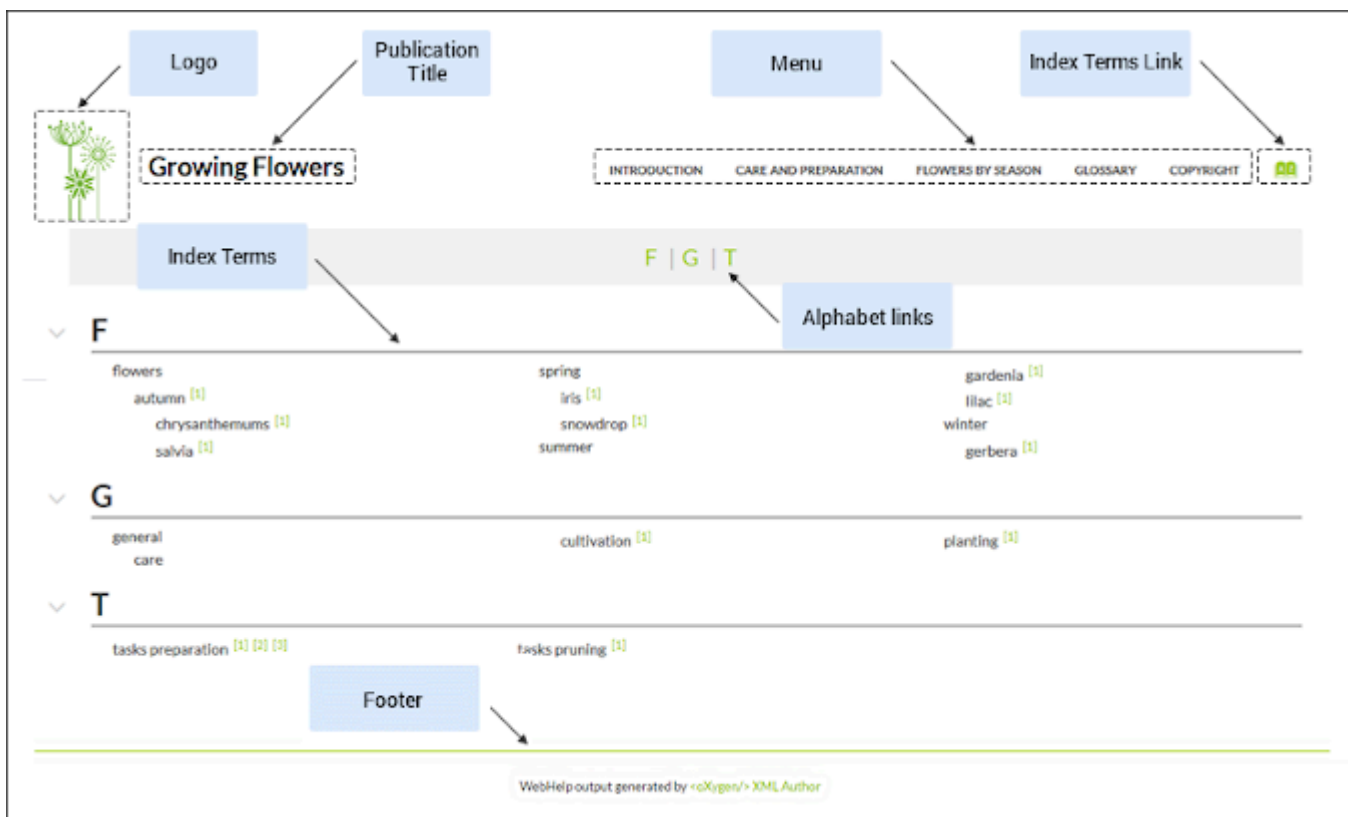 Logo
Publication
Title
Menu
Index Terms Link
Growing Flowers
INTRODUCTION CARE AND PREPARATION FLOWERS BY SEASON GLOSSARY COPYRIGHT
Index Terms
F | G | T
Alphabet links
F
flowers
autumn [1]
chrysanthemums [1]
salvia [1]
spring
iris [1]
snowdrop [1]
summer
gardenia [1]
lilac [1]
winter
gerbera [1]
G
general
care
cultivation [1]
planting [1]
T
tasks preparation [1] [2] [3]
tasks pruning [1]
Footer
WebHelp output generated by <oXygen/> XML Author